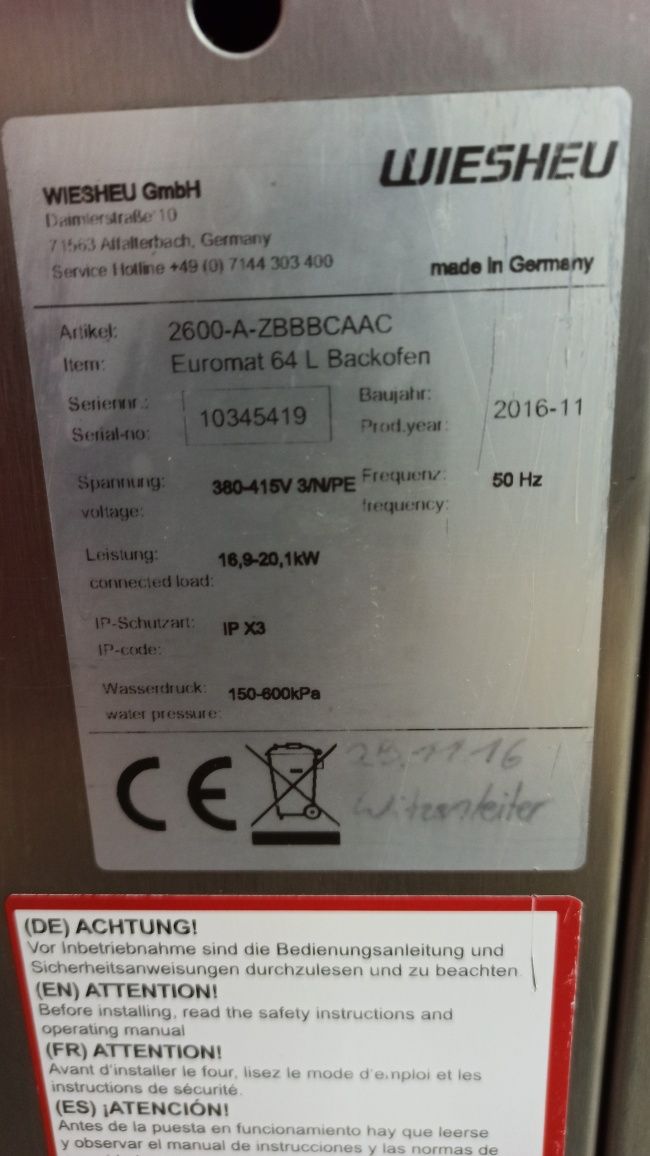 WIESHEU GmbH
WIESHEU
Daimlerstraße 10
71563 Affalterbach, Germany
Service Hotline +49 (0) 7144 303 400
made in Germany
Artikel: 2600-A-ZBBBCAAC
Item: Euromat 64 L Backofen
Seriennr.:
Serial-no: 10345419
Baujahr:
Prod.year: 2016-11
Spannung:
voltage: 380-415V 3/N/PE
Frequenz:
frequency: 50 Hz
Leistung: 16,9-20,1kW
connected load:
IP-Schutzart: IP X3
IP-code:
Wasserdruck: 150-600kPa
water pressure:
CE
23.11.16
(DE) ACHTUNG!
Vor Inbetriebnahme sind die Bedienungsanleitung und
Sicherheitsanweisungen durchzulesen und zu beachten
(EN) ATTENTION!
Before installing, read the safety instructions and
operating manual
(FR) ATTENTION!
Avant d'installer le four, lisez le mode d'emploi et les
instructions de sécurité.
(ES) ¡ATENCIÓN!
Antes de la puesta en funcionamiento hay que leerse
y observar el manual de instrucciones y las normas de